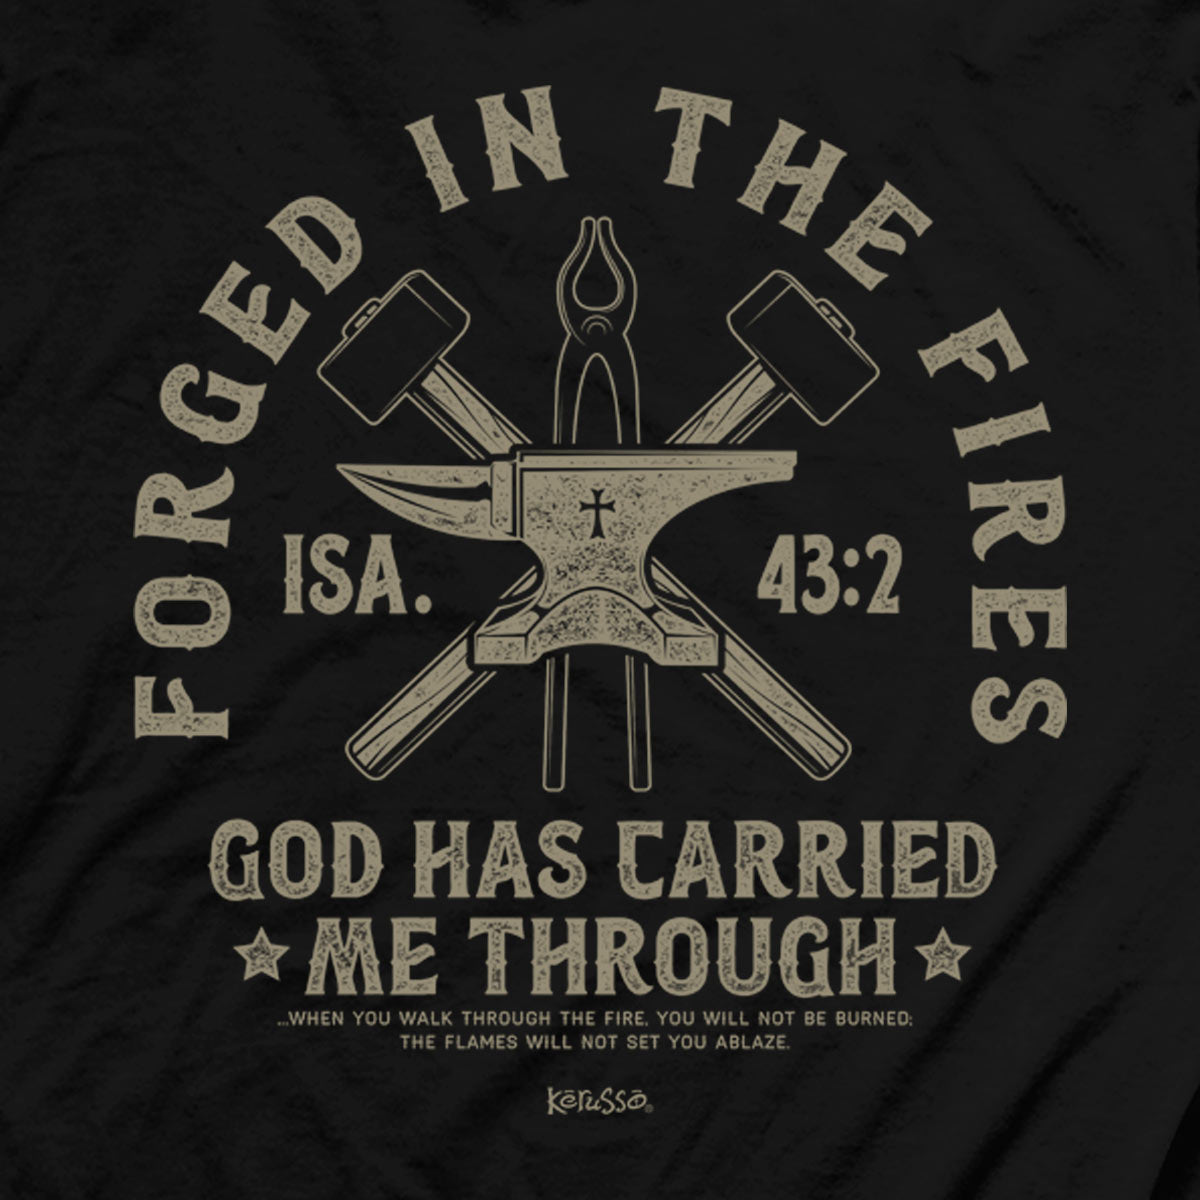 FORGED IN THE FIRES
ISA. 43:2
GOD HAS CARRIED
ME THROUGH
...WHEN YOU WALK THROUGH THE FIRE, YOU WILL NOT BE BURNED;
THE FLAMES WILL NOT SET YOU ABLAZE.
kërusso®